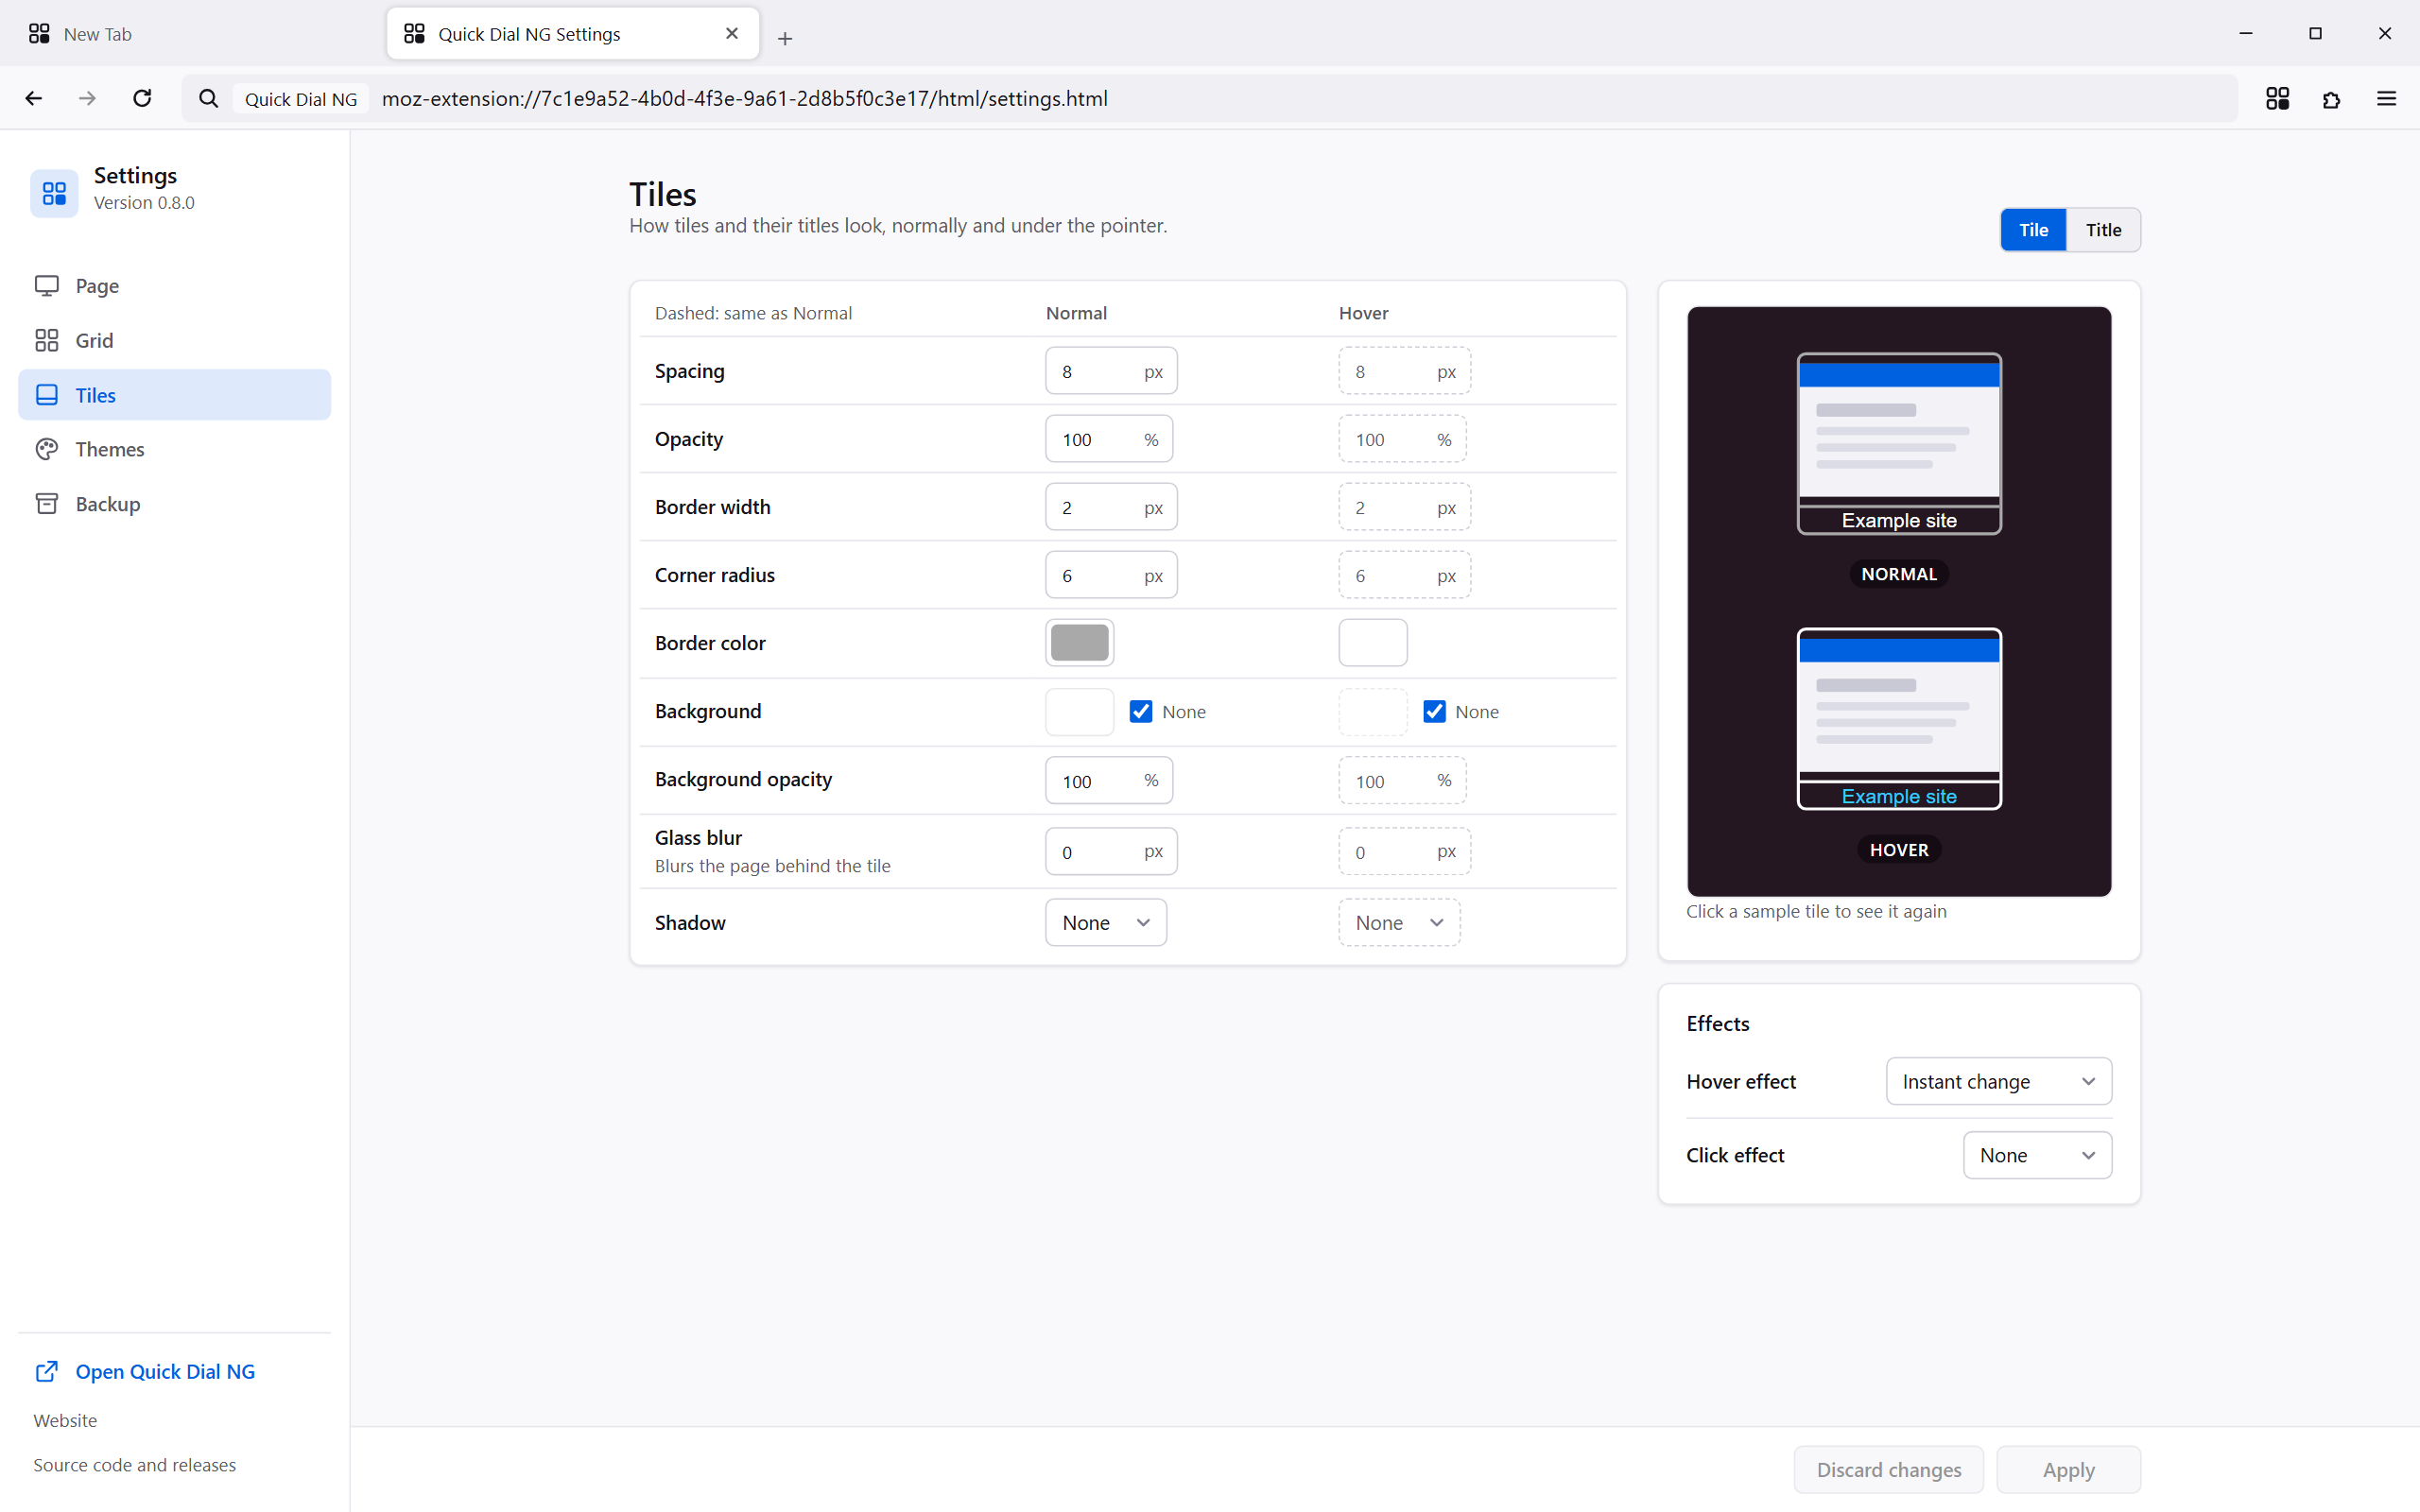 New Tab
Quick Dial NG Settings
Quick Dial NG
moz-extension://7c1e9a52-4b0d-4f3e-9a61-2d8b5f0c3e17/html/settings.html
Settings
Version 0.8.0
Page
Grid
Tiles
Themes
Backup
Open Quick Dial NG
Website
Source code and releases
Tiles
How tiles and their titles look, normally and under the pointer.
Tile Title
Dashed: same as Normal Normal Hover
Spacing 8 px 8 px
Opacity 100 % 100 %
Border width 2 px 2 px
Corner radius 6 px 6 px
Border color
Background None None
Background opacity 100 % 100 %
Glass blur 0 px 0 px
Blurs the page behind the tile
Shadow None None
Example site
NORMAL
Example site
HOVER
Click a sample tile to see it again
Effects
Hover effect Instant change
Click effect None
Discard changes Apply